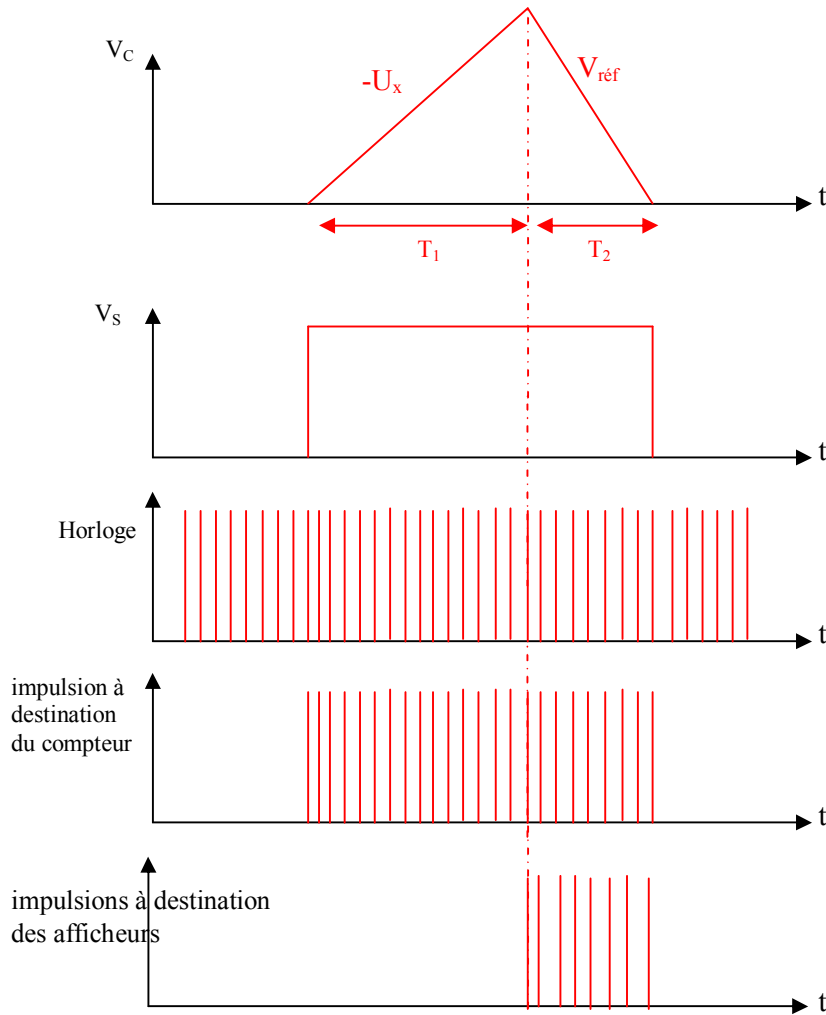 V_C
-U_x
V_réf
t
T_1
T_2
V_S
t
Horloge
t
impulsion à
destination
du compteur
t
impulsions à destination
des afficheurs
t